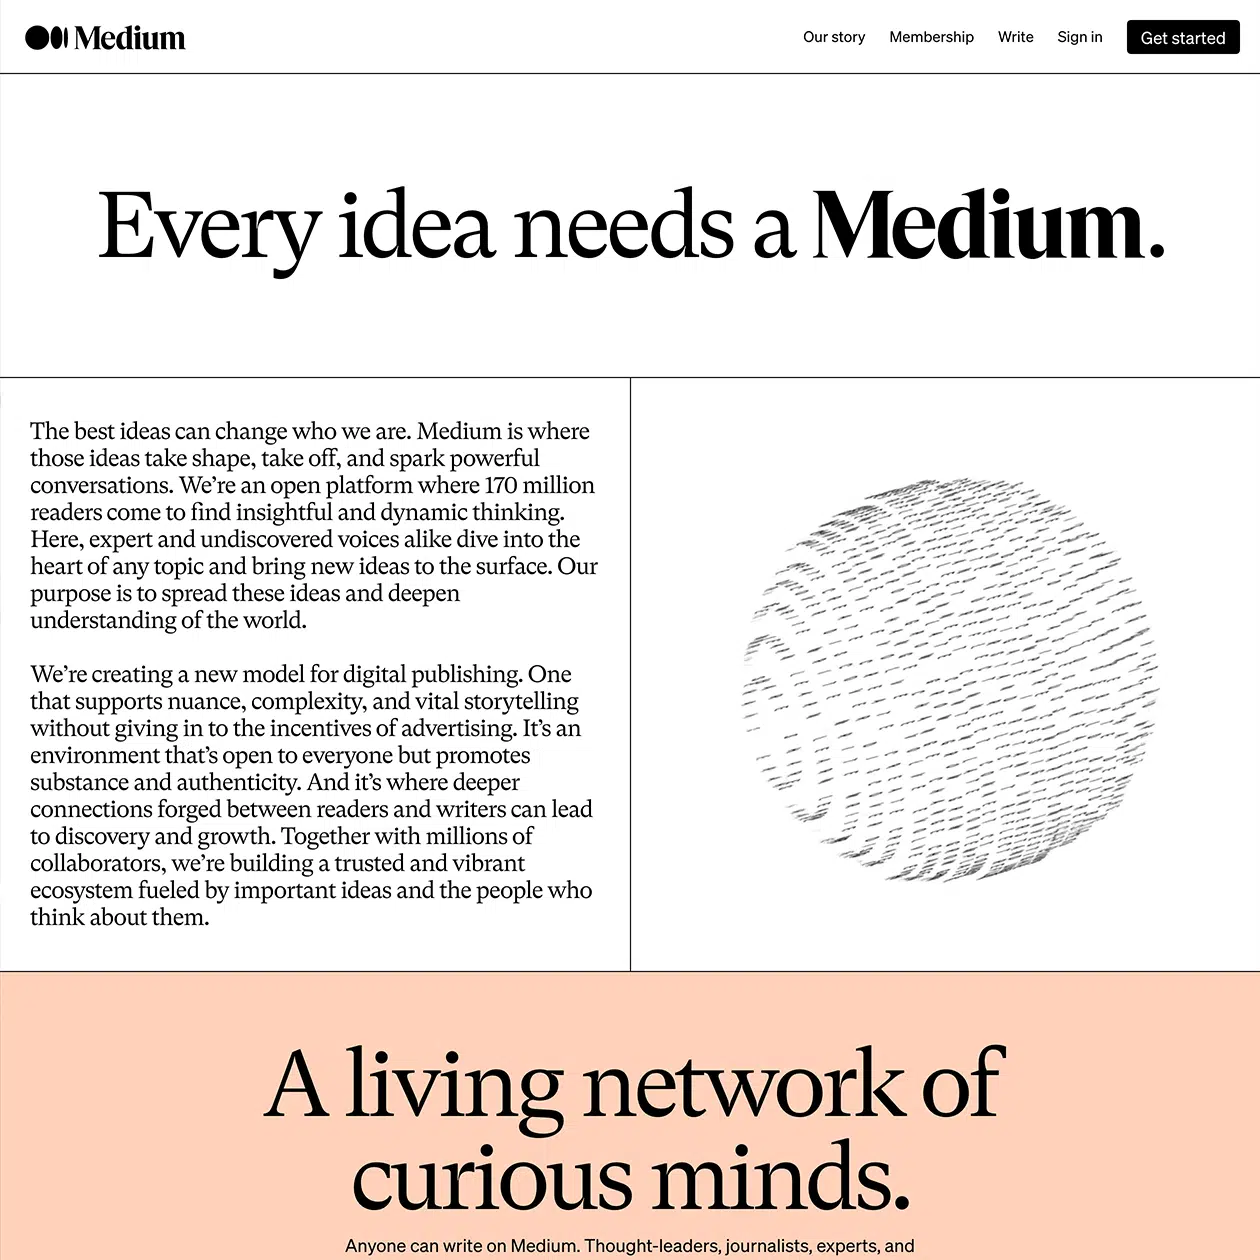 Medium
Our story Membership Write Sign in Get started
Every idea needs a Medium.
The best ideas can change who we are. Medium is where
those ideas take shape, take off, and spark powerful
conversations. We’re an open platform where 170 million
readers come to find insightful and dynamic thinking.
Here, expert and undiscovered voices alike dive into the
heart of any topic and bring new ideas to the surface. Our
purpose is to spread these ideas and deepen
understanding of the world.
We’re creating a new model for digital publishing. One
that supports nuance, complexity, and vital storytelling
without giving in to the incentives of advertising. It’s an
environment that’s open to everyone but promotes
substance and authenticity. And it’s where deeper
connections forged between readers and writers can lead
to discovery and growth. Together with millions of
collaborators, we’re building a trusted and vibrant
ecosystem fueled by important ideas and the people who
think about them.
A living network of
curious minds.
Anyone can write on Medium. Thought-leaders, journalists, experts, and